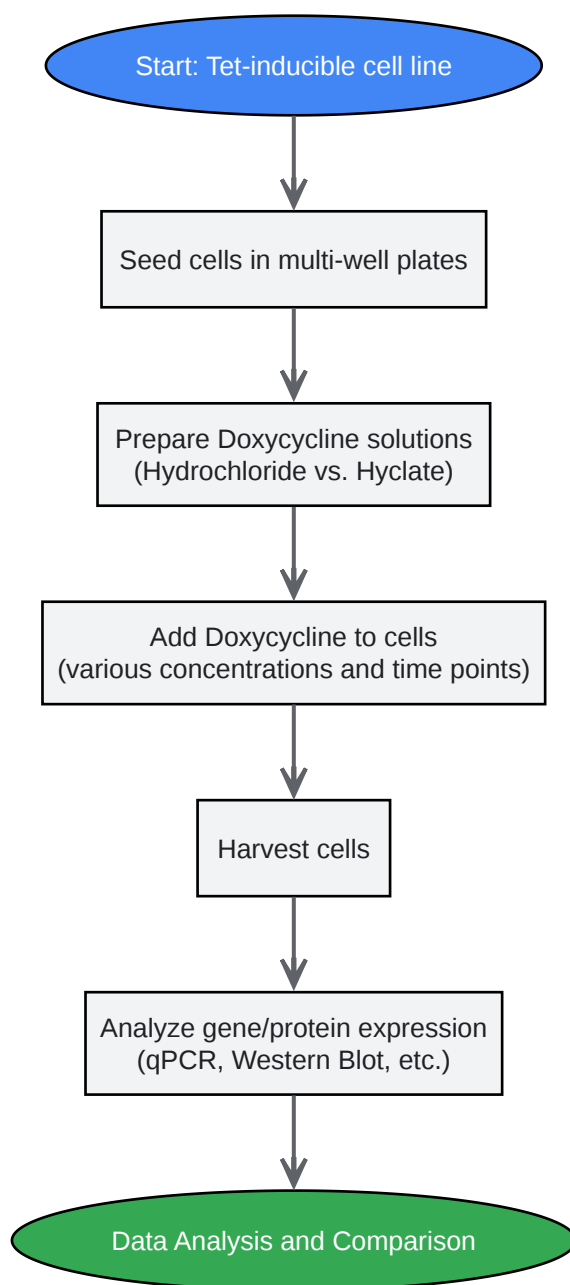 Start: Tet-inducible cell line
Seed cells in multi-well plates
Prepare Doxycycline solutions
(Hydrochloride vs. Hyclate)
Add Doxycycline to cells
(various concentrations and time points)
Harvest cells
Analyze gene/protein expression
(qPCR, Western Blot, etc.)
Data Analysis and Comparison